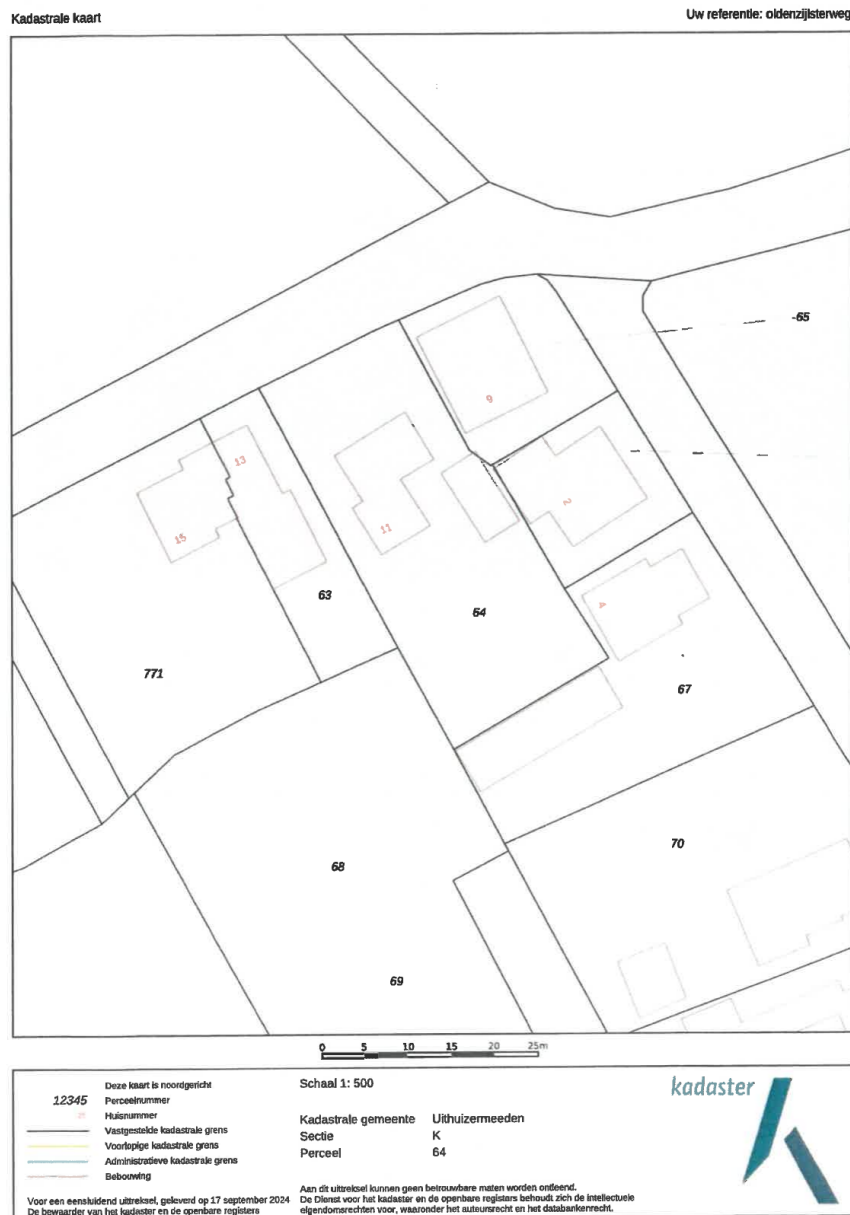 Kadastrale kaart
Uw referentie: oldenzijlsterweg
-65
9
13
2
15
11
4
63
64
771
67
70
68
69
0 5 10 15 20 25m
Deze kaart is noordgericht
12345 Perceelnummer
25 Huisnummer
Vastgestelde kadastrale grens
Voorlopige kadastrale grens
Administratieve kadastrale grens
Bebouwing
Voor een eensluidend uittreksel, geleverd op 17 september 2024
De bewaarder van het kadaster en de openbare registers
Schaal 1: 500
Kadastrale gemeente Uithuizermeeden
Sectie K
Perceel 64
Aan dit uittreksel kunnen geen betrouwbare maten worden ontleend.
De Dienst voor het kadaster en de openbare registers behoudt zich de intellectuele
eigendomsrechten voor, waaronder het auteursrecht en het databankenrecht.
kadaster